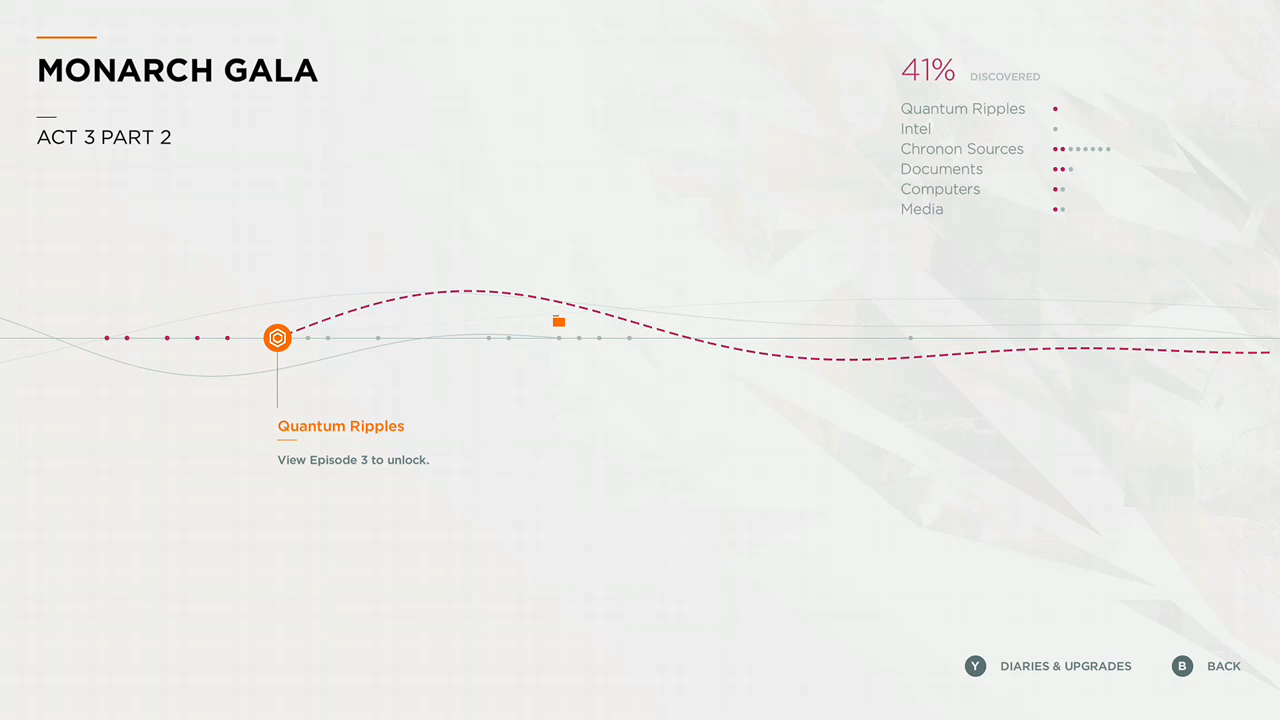 MONARCH GALA
ACT 3 PART 2
41% DISCOVERED
Quantum Ripples
Intel
Chronon Sources
Documents
Computers
Media
Quantum Ripples
View Episode 3 to unlock.
Y DIARIES & UPGRADES B BACK